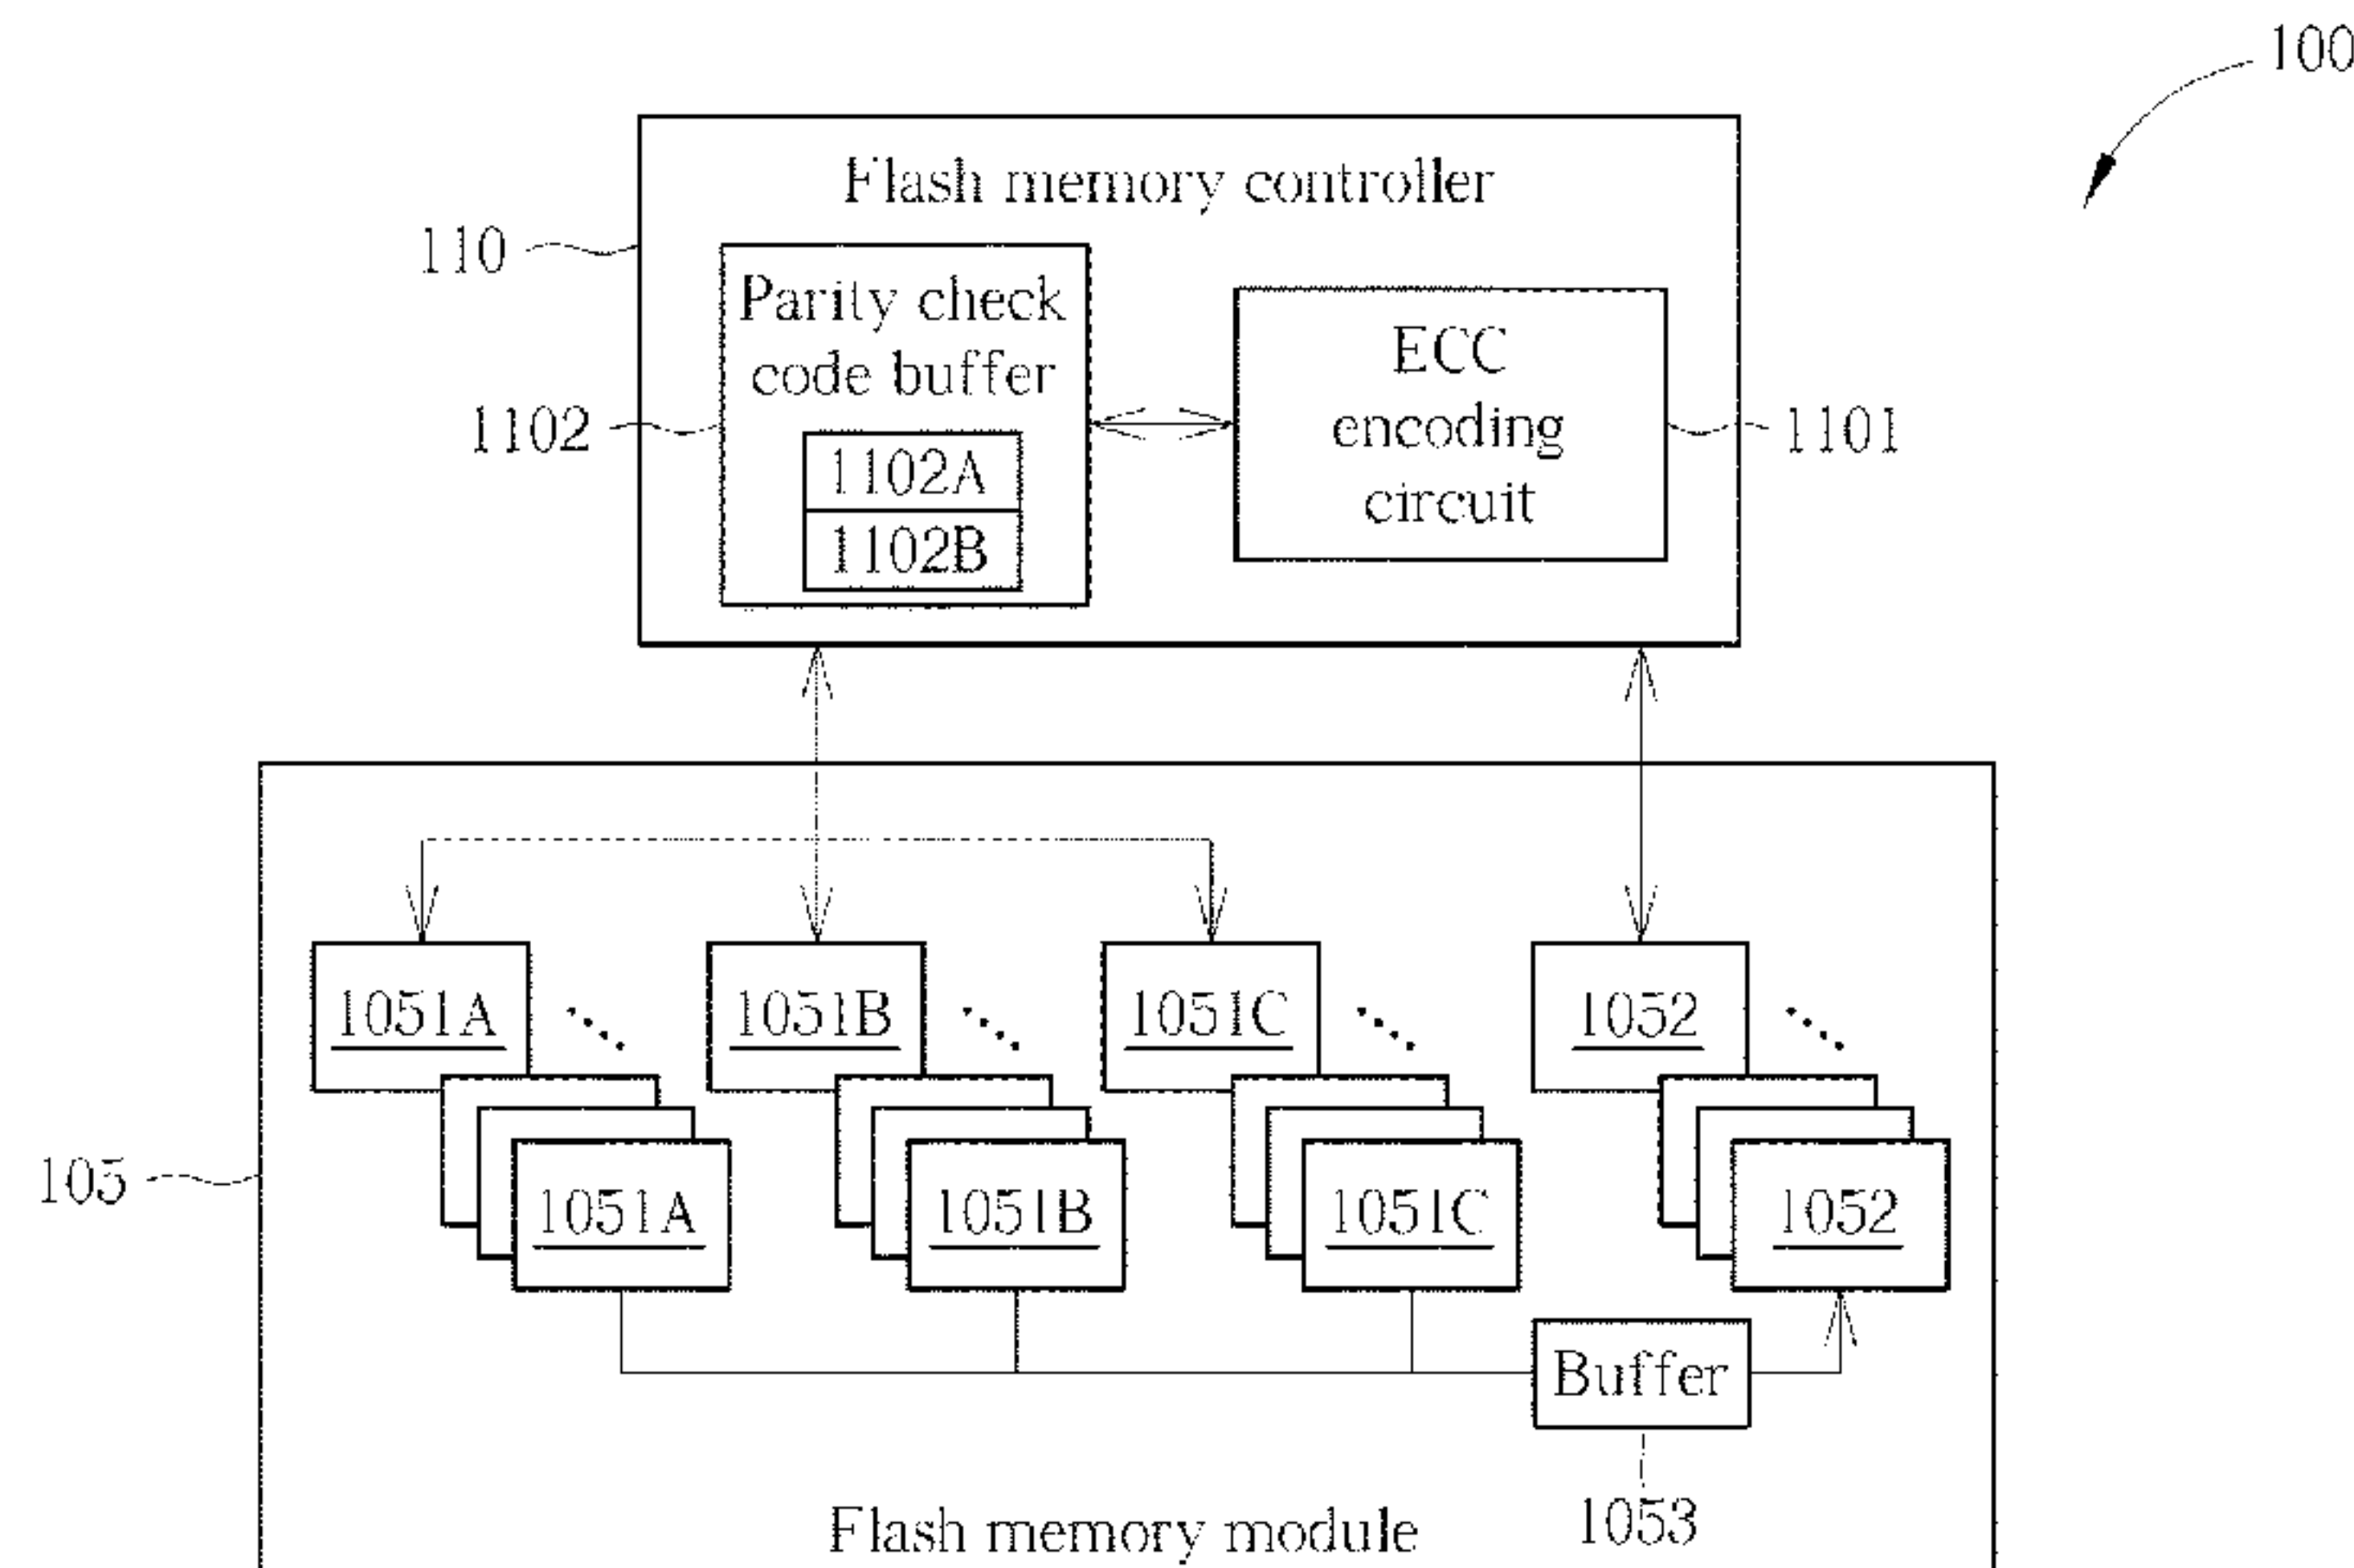 100
Flash memory controller
110
Parity check
code buffer
1102
1102A
1102B
ECC
encoding
circuit
1101
1051A
1051B
1051C
1052
105
1051A
1051B
1051C
1052
Buffer
1053
Flash memory module